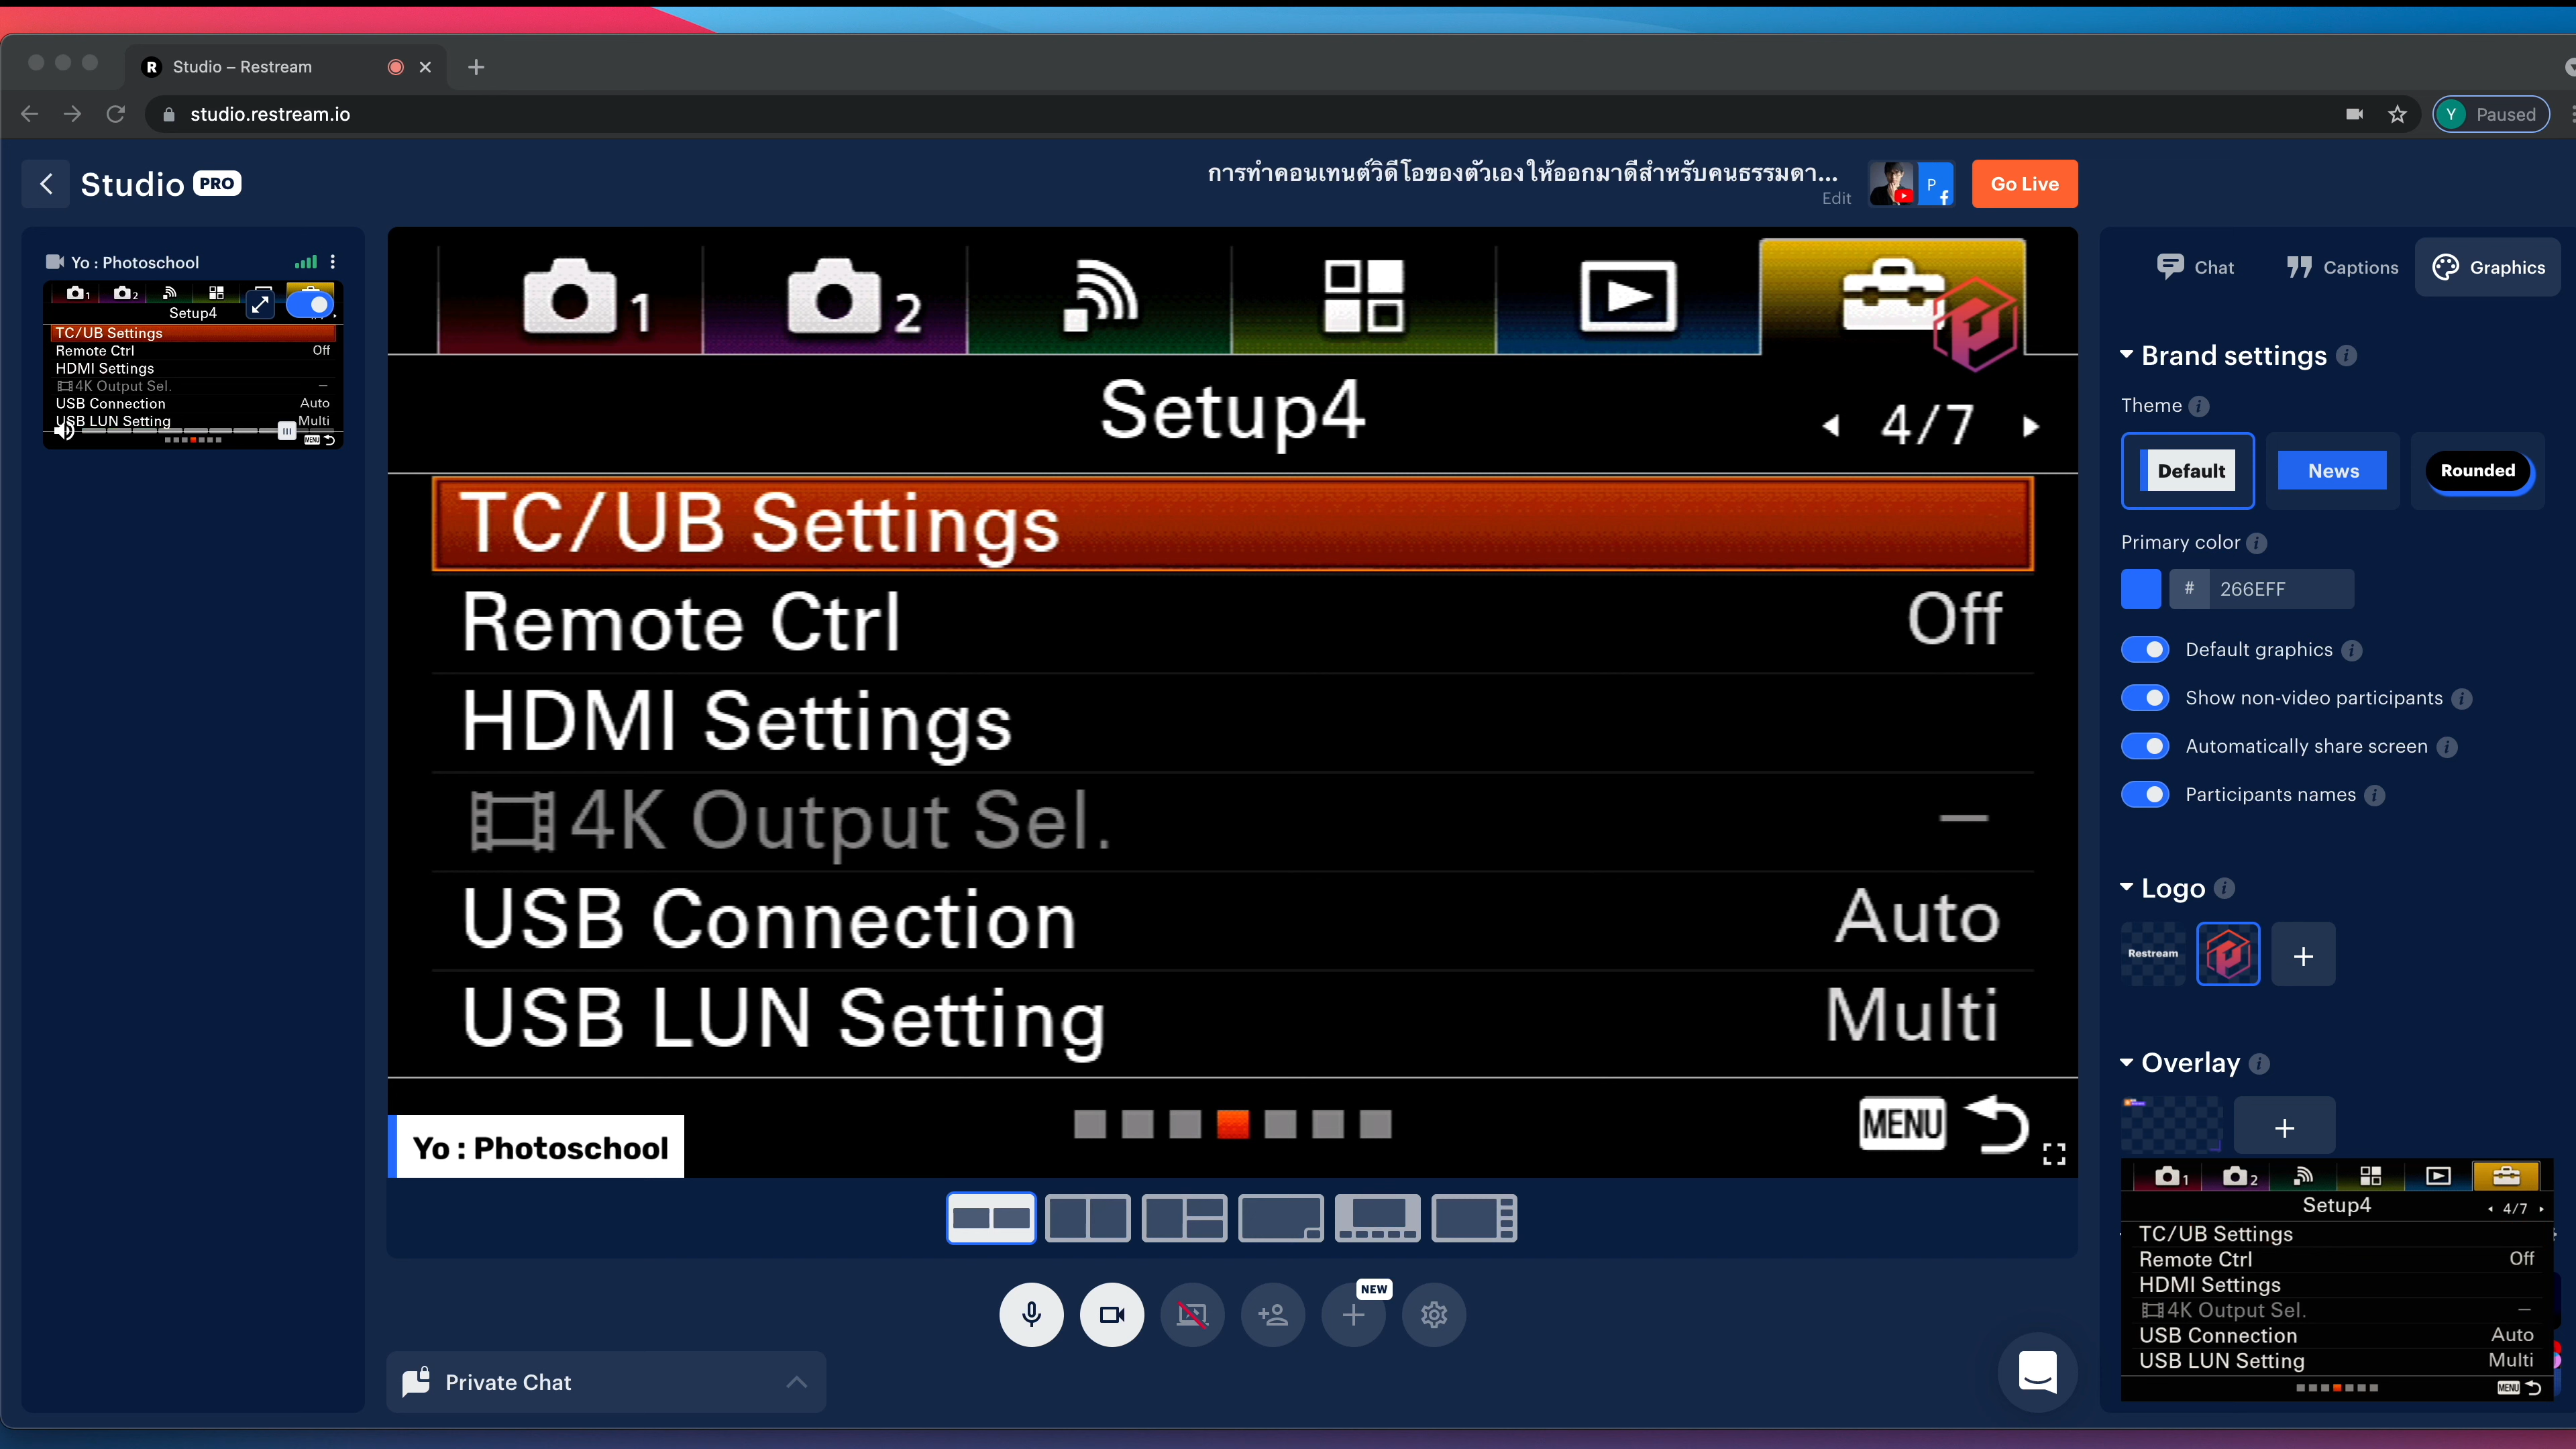 Studio – Restream
studio.restream.io
Y Paused
Studio PRO
การทำคอนเทนต์วิดีโอของตัวเองให้ออกมาดีสำหรับคนธรรมดา...
Edit
P
Go Live
Yo : Photoschool
1 2
Setup4
TC/UB Settings
Remote Ctrl Off
HDMI Settings
4K Output Sel. –
USB Connection Auto
USB LUN Setting Multi
MENU
1 2
Setup4
4/7
TC/UB Settings
Remote Ctrl Off
HDMI Settings
4K Output Sel. –
USB Connection Auto
USB LUN Setting Multi
MENU
Yo : Photoschool
NEW
Private Chat
Chat Captions Graphics
Brand settings
Theme
Default News Rounded
Primary color
# 266EFF
Default graphics
Show non-video participants
Automatically share screen
Participants names
Logo
Restream
Overlay
1 2
Setup4 4/7
TC/UB Settings
Remote Ctrl Off
HDMI Settings
4K Output Sel. –
USB Connection Auto
USB LUN Setting Multi
MENU